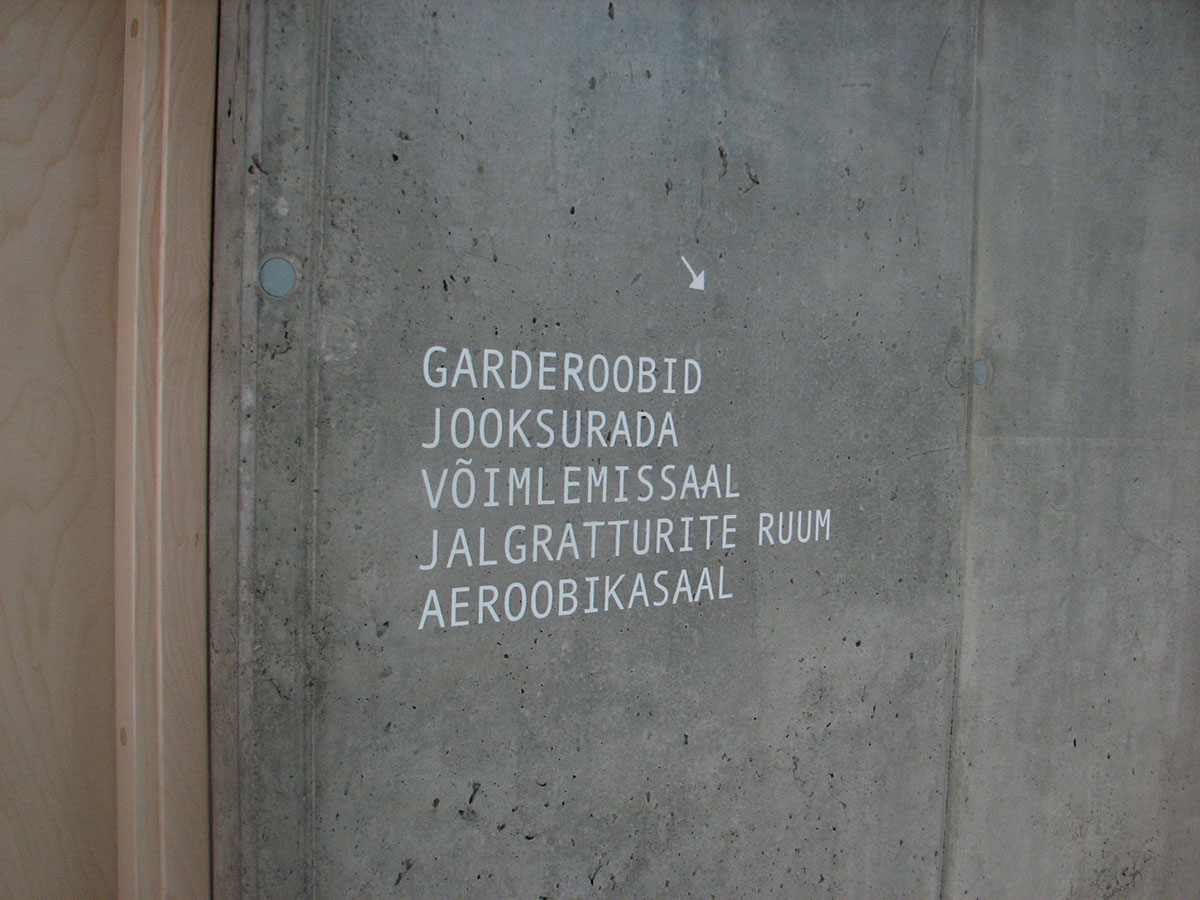 GARDEROOBID
JOOKSURADA
VÕIMLEMISSAAL
JALGRATTURITE RUUM
AEROOBIKASAAL